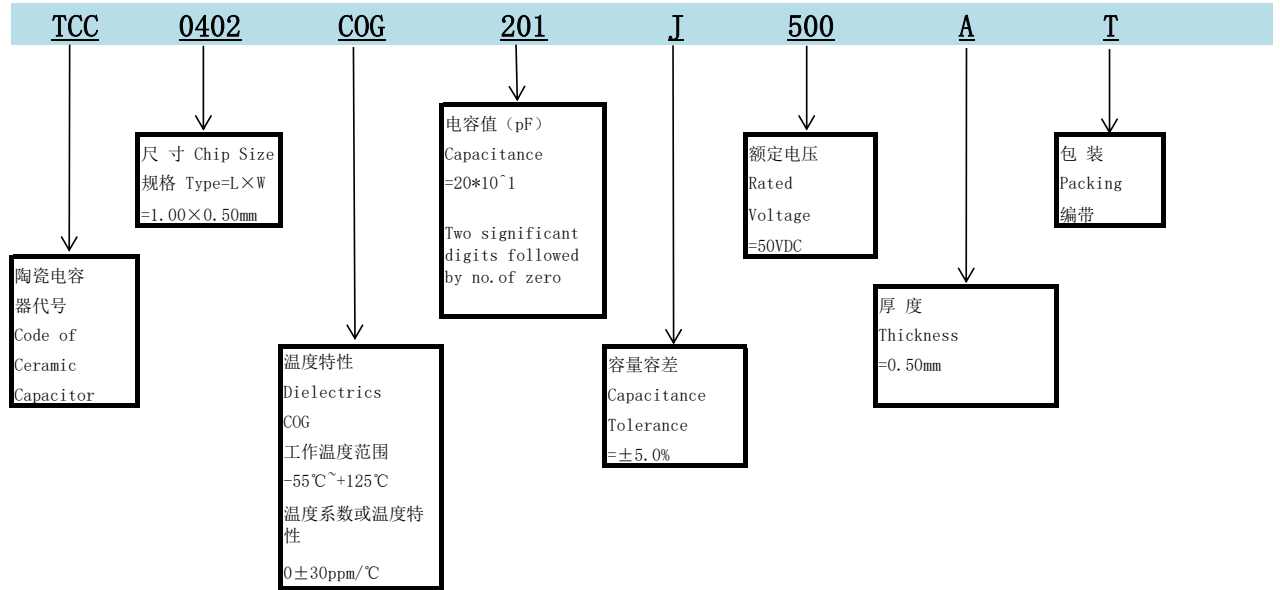 TCC 0402 COG 201 J 500 A T
陶瓷电容
器代号
Code of
Ceramic
Capacitor
尺 寸 Chip Size
规格 Type=L×W
=1.00×0.50mm
温度特性
Dielectrics
COG
工作温度范围
-55℃~+125℃
温度系数或温度特
性
0±30ppm/℃
电容值（pF）
Capacitance
=20*10^1
Two significant
digits followed
by no.of zero
容量容差
Capacitance
Tolerance
=±5.0%
额定电压
Rated
Voltage
=50VDC
厚 度
Thickness
=0.50mm
包 装
Packing
编带